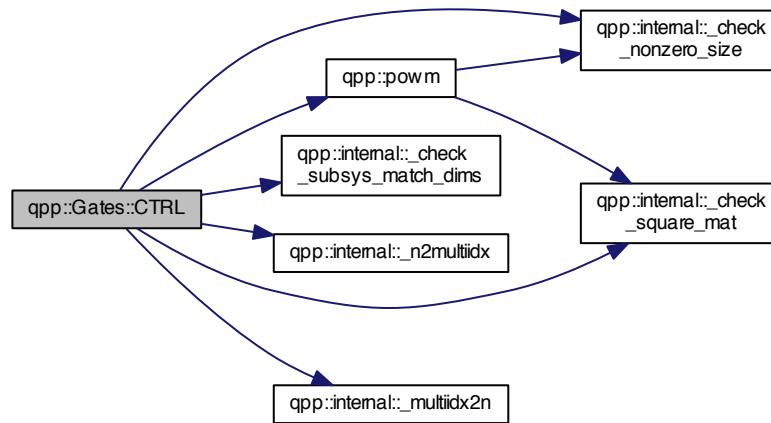 qpp::internal::_check
_nonzero_size
qpp::powm
qpp::internal::_check
_subsys_match_dims
qpp::Gates::CTRL
qpp::internal::_check
_square_mat
qpp::internal::_n2multiidx
qpp::internal::_multiidx2n